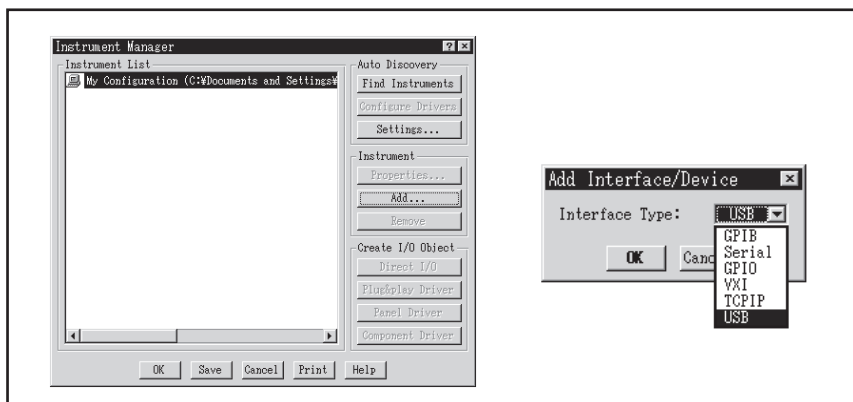 Instrument Manager
Instrument List
My Configuration (C:¥Documents and Settings¥
Auto Discovery
Find Instruments
Configure Drivers
Settings...
Instrument
Properties...
Add...
Remove
Create I/O Object
Direct I/O
Plug&play Driver
Panel Driver
Component Driver
OK Save Cancel Print Help
Add Interface/Device
Interface Type: USB
OK Canc
GPIB
Serial
GPIO
VXI
TCPIP
USB